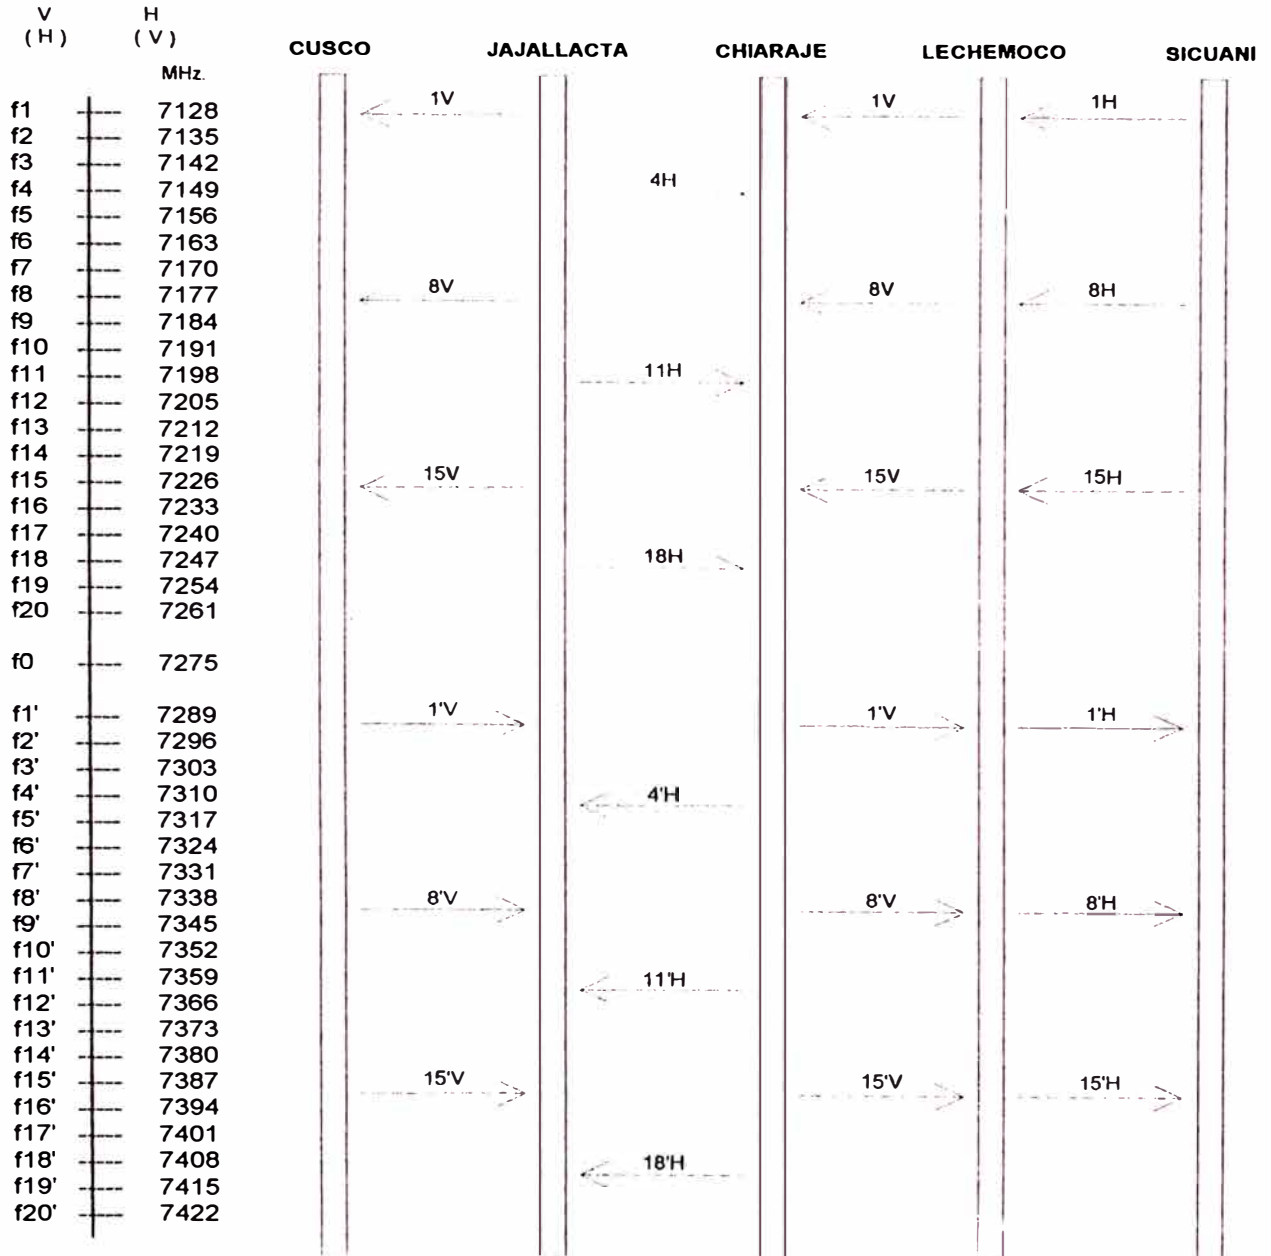 V H
(H) (V)
CUSCO JAJALLACTA CHIARAJE LECHEMOCO SICUANI
MHz.
f1 7128 1V 1V 1H
f2 7135
f3 7142
f4 7149 4H
f5 7156
f6 7163
f7 7170
f8 7177 8V 8V 8H
f9 7184
f10 7191
f11 7198 11H
f12 7205
f13 7212
f14 7219
f15 7226 15V 15V 15H
f16 7233
f17 7240
f18 7247 18H
f19 7254
f20 7261
f0 7275
f1' 7289 1'V 1'V 1'H
f2' 7296
f3' 7303
f4' 7310 4'H
f5' 7317
f6' 7324
f7' 7331
f8' 7338 8'V 8'V 8'H
f9' 7345
f10' 7352
f11' 7359 11'H
f12' 7366
f13' 7373
f14' 7380
f15' 7387 15'V 15'V 15'H
f16' 7394
f17' 7401
f18' 7408 18'H
f19' 7415
f20' 7422